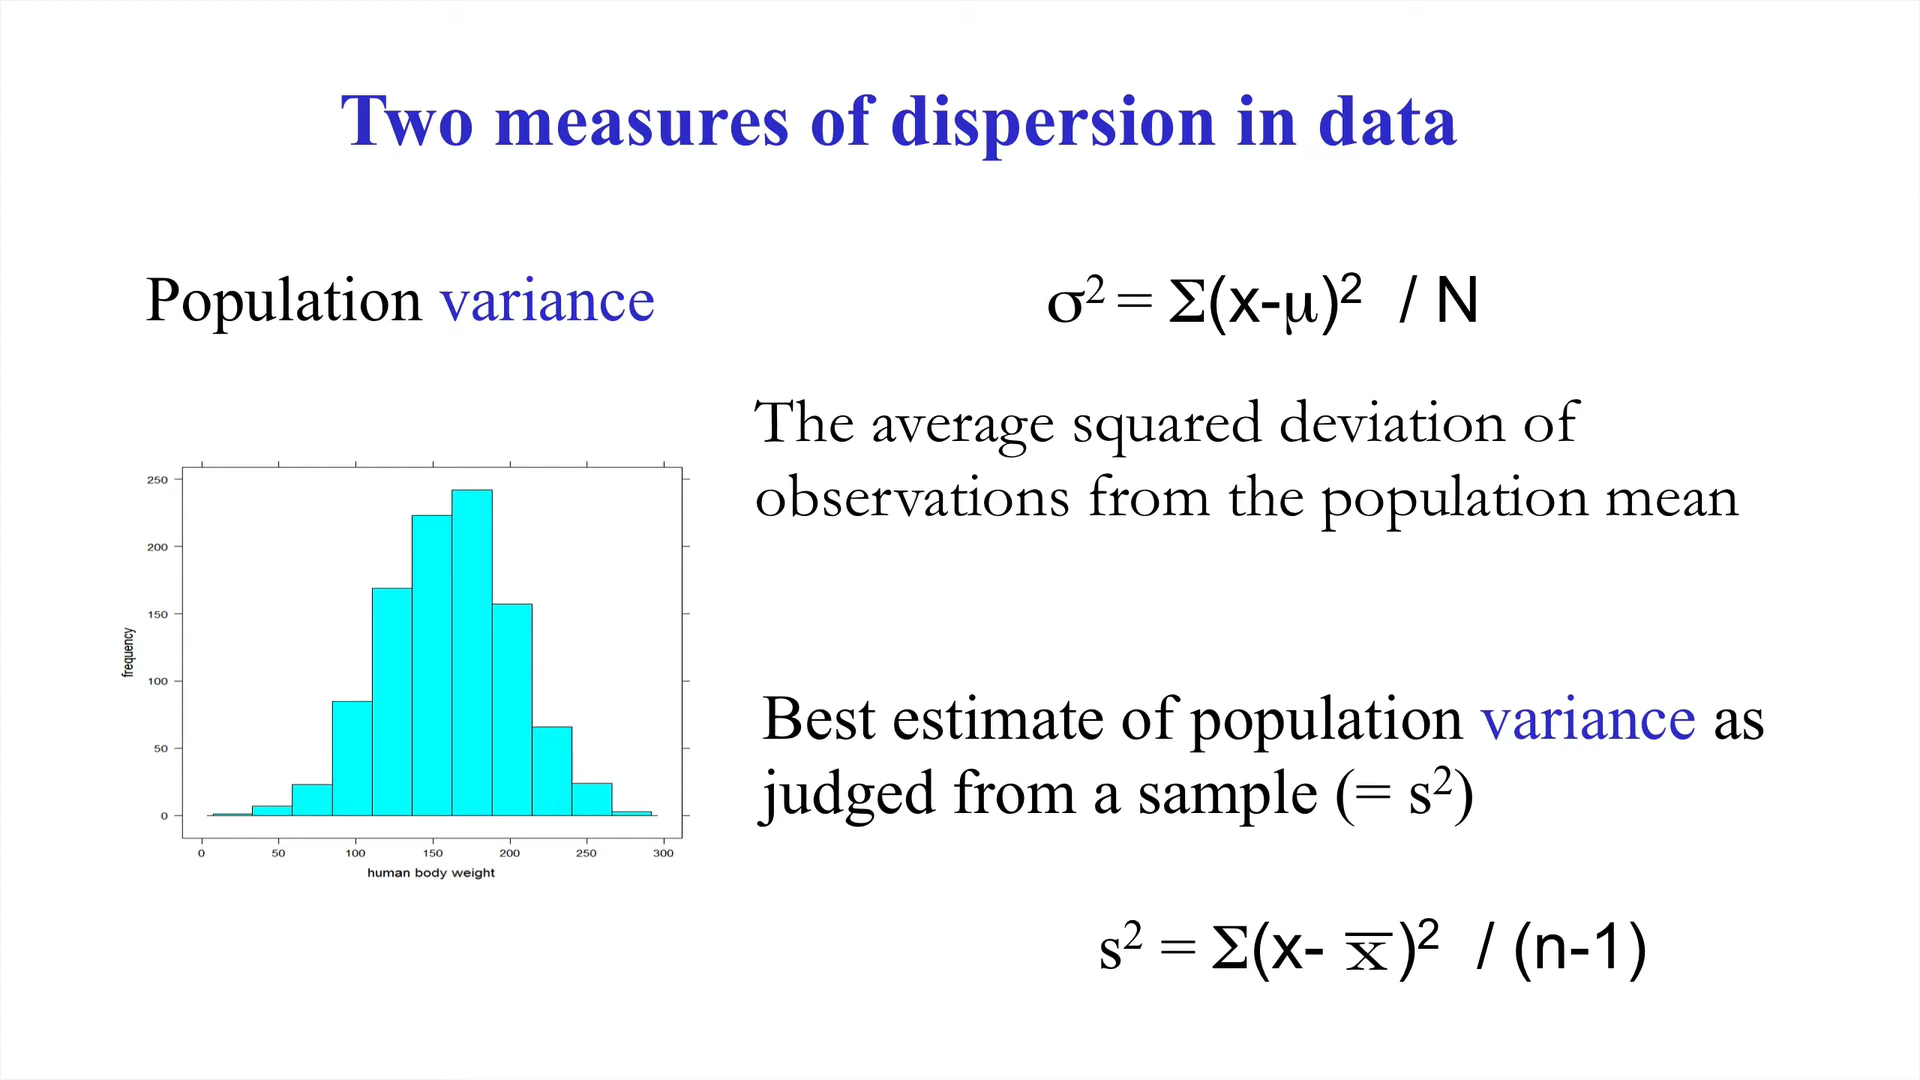 Two measures of dispersion in data
Population variance
σ² = Σ(x-μ)² / N
The average squared deviation of
observations from the population mean
250
200
150
100
50
0
frequency
0 50 100 150 200 250 300
human body weight
Best estimate of population variance as
judged from a sample (= s²)
s² = Σ(x- x̅)² / (n-1)